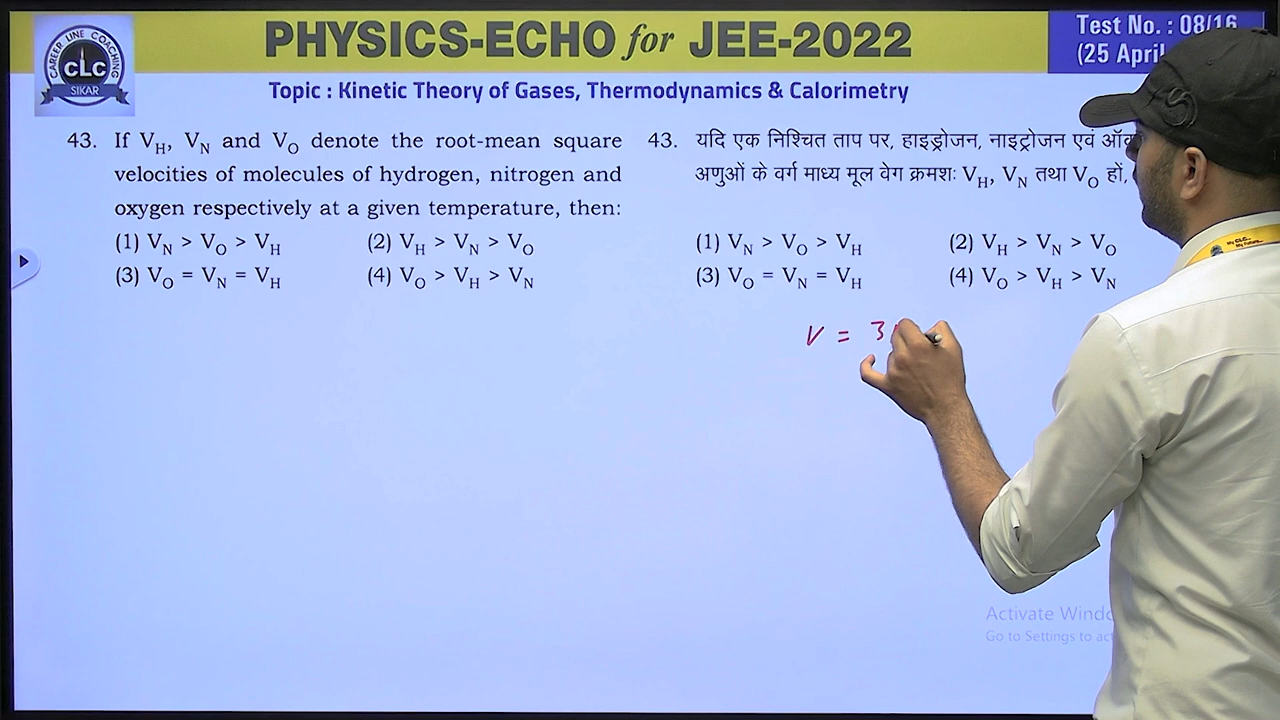 CAREER LINE COACHING
CLC
SIKAR
PHYSICS-ECHO for JEE-2022
Test No. : 08/16
(25 April
Topic : Kinetic Theory of Gases, Thermodynamics & Calorimetry
43. If V_H, V_N and V_O denote the root-mean square
velocities of molecules of hydrogen, nitrogen and
oxygen respectively at a given temperature, then:
(1) V_N > V_O > V_H (2) V_H > V_N > V_O
(3) V_O = V_N = V_H (4) V_O > V_H > V_N
43. यदि एक निश्चित ताप पर, हाइड्रोजन, नाइट्रोजन एवं
अणुओं के वर्ग माध्य मूल वेग क्रमशः V_H, V_N तथा V_O हों,
(1) V_N > V_O > V_H (2) V_H > V_N > V_O
(3) V_O = V_N = V_H (4) V_O > V_H > V_N
V = 3
Activate
Go to Settings to